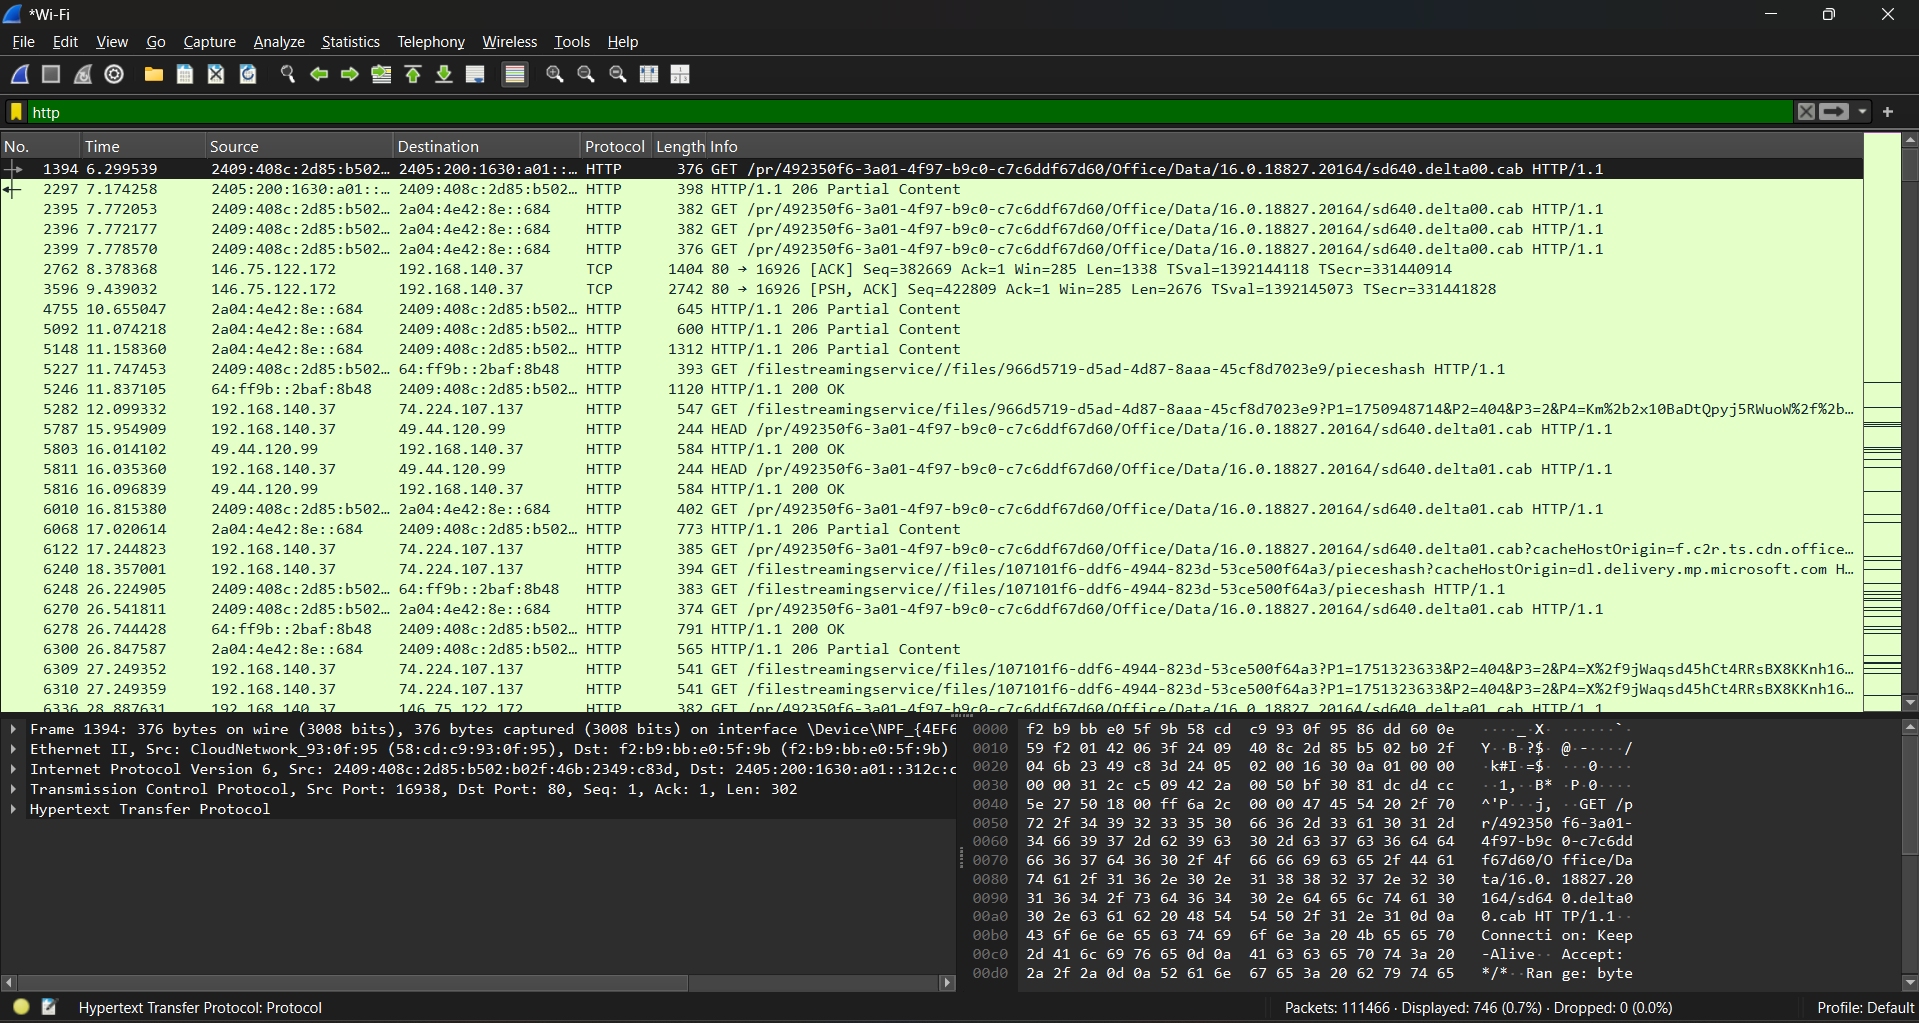 *Wi-Fi
File Edit View Go Capture Analyze Statistics Telephony Wireless Tools Help
http
No. Time Source Destination Protocol Length Info
1394 6.299539 2409:408c:2d85:b502… 2405:200:1630:a01::… HTTP 376 GET /pr/492350f6-3a01-4f97-b9c0-c7c6ddf67d60/Office/Data/16.0.18827.20164/sd640.delta00.cab HTTP/1.1
2297 7.174258 2405:200:1630:a01::… 2409:408c:2d85:b502… HTTP 398 HTTP/1.1 206 Partial Content
2395 7.772053 2409:408c:2d85:b502… 2a04:4e42:8e::684 HTTP 382 GET /pr/492350f6-3a01-4f97-b9c0-c7c6ddf67d60/Office/Data/16.0.18827.20164/sd640.delta00.cab HTTP/1.1
2396 7.772177 2409:408c:2d85:b502… 2a04:4e42:8e::684 HTTP 382 GET /pr/492350f6-3a01-4f97-b9c0-c7c6ddf67d60/Office/Data/16.0.18827.20164/sd640.delta00.cab HTTP/1.1
2399 7.778570 2409:408c:2d85:b502… 2a04:4e42:8e::684 HTTP 376 GET /pr/492350f6-3a01-4f97-b9c0-c7c6ddf67d60/Office/Data/16.0.18827.20164/sd640.delta00.cab HTTP/1.1
2762 8.378368 146.75.122.172 192.168.140.37 TCP 1404 80 → 16926 [ACK] Seq=382669 Ack=1 Win=285 Len=1338 TSval=1392144118 TSecr=331440914
3596 9.439032 146.75.122.172 192.168.140.37 TCP 2742 80 → 16926 [PSH, ACK] Seq=422809 Ack=1 Win=285 Len=2676 TSval=1392145073 TSecr=331441828
4755 10.655047 2a04:4e42:8e::684 2409:408c:2d85:b502… HTTP 645 HTTP/1.1 206 Partial Content
5092 11.074218 2a04:4e42:8e::684 2409:408c:2d85:b502… HTTP 600 HTTP/1.1 206 Partial Content
5148 11.158360 2a04:4e42:8e::684 2409:408c:2d85:b502… HTTP 1312 HTTP/1.1 206 Partial Content
5227 11.747453 2409:408c:2d85:b502… 64:ff9b::2baf:8b48 HTTP 393 GET /filestreamingservice//files/966d5719-d5ad-4d87-8aaa-45cf8d7023e9/pieceshash HTTP/1.1
5246 11.837105 64:ff9b::2baf:8b48 2409:408c:2d85:b502… HTTP 1120 HTTP/1.1 200 OK
5282 12.099332 192.168.140.37 74.224.107.137 HTTP 547 GET /filestreamingservice/files/966d5719-d5ad-4d87-8aaa-45cf8d7023e9?P1=1750948714&P2=404&P3=2&P4=Km%2b2x10BaDtQpyj5RWuoW%2f%2b…
5787 15.954909 192.168.140.37 49.44.120.99 HTTP 244 HEAD /pr/492350f6-3a01-4f97-b9c0-c7c6ddf67d60/Office/Data/16.0.18827.20164/sd640.delta01.cab HTTP/1.1
5803 16.014102 49.44.120.99 192.168.140.37 HTTP 584 HTTP/1.1 200 OK
5811 16.035360 192.168.140.37 49.44.120.99 HTTP 244 HEAD /pr/492350f6-3a01-4f97-b9c0-c7c6ddf67d60/Office/Data/16.0.18827.20164/sd640.delta01.cab HTTP/1.1
5816 16.096839 49.44.120.99 192.168.140.37 HTTP 584 HTTP/1.1 200 OK
6010 16.815380 2409:408c:2d85:b502… 2a04:4e42:8e::684 HTTP 402 GET /pr/492350f6-3a01-4f97-b9c0-c7c6ddf67d60/Office/Data/16.0.18827.20164/sd640.delta01.cab HTTP/1.1
6068 17.020614 2a04:4e42:8e::684 2409:408c:2d85:b502… HTTP 773 HTTP/1.1 206 Partial Content
6122 17.244823 192.168.140.37 74.224.107.137 HTTP 385 GET /pr/492350f6-3a01-4f97-b9c0-c7c6ddf67d60/Office/Data/16.0.18827.20164/sd640.delta01.cab?cacheHostOrigin=f.c2r.ts.cdn.office…
6240 18.357001 192.168.140.37 74.224.107.137 HTTP 394 GET /filestreamingservice//files/107101f6-ddf6-4944-823d-53ce500f64a3/pieceshash?cacheHostOrigin=dl.delivery.mp.microsoft.com H…
6248 26.224905 2409:408c:2d85:b502… 64:ff9b::2baf:8b48 HTTP 383 GET /filestreamingservice//files/107101f6-ddf6-4944-823d-53ce500f64a3/pieceshash HTTP/1.1
6270 26.541811 2409:408c:2d85:b502… 2a04:4e42:8e::684 HTTP 374 GET /pr/492350f6-3a01-4f97-b9c0-c7c6ddf67d60/Office/Data/16.0.18827.20164/sd640.delta01.cab HTTP/1.1
6278 26.744428 64:ff9b::2baf:8b48 2409:408c:2d85:b502… HTTP 791 HTTP/1.1 200 OK
6300 26.847587 2a04:4e42:8e::684 2409:408c:2d85:b502… HTTP 565 HTTP/1.1 206 Partial Content
6309 27.249352 192.168.140.37 74.224.107.137 HTTP 541 GET /filestreamingservice/files/107101f6-ddf6-4944-823d-53ce500f64a3?P1=1751323633&P2=404&P3=2&P4=X%2f9jWaqsd45hCt4RRsBX8KKnh16…
6310 27.249359 192.168.140.37 74.224.107.137 HTTP 541 GET /filestreamingservice/files/107101f6-ddf6-4944-823d-53ce500f64a3?P1=1751323633&P2=404&P3=2&P4=X%2f9jWaqsd45hCt4RRsBX8KKnh16…
6336 28.887631 192.168.140.37 146.75.122.172 HTTP 382 GET /pr/492350f6-3a01-4f97-b9c0-c7c6ddf67d60/Office/Data/16.0.18827.20164/sd640.delta01.cab HTTP/1.1
Frame 1394: 376 bytes on wire (3008 bits), 376 bytes captured (3008 bits) on interface \Device\NPF_{4EF6
Ethernet II, Src: CloudNetwork_93:0f:95 (58:cd:c9:93:0f:95), Dst: f2:b9:bb:e0:5f:9b (f2:b9:bb:e0:5f:9b)
Internet Protocol Version 6, Src: 2409:408c:2d85:b502:b02f:46b:2349:c83d, Dst: 2405:200:1630:a01::312c:c
Transmission Control Protocol, Src Port: 16938, Dst Port: 80, Seq: 1, Ack: 1, Len: 302
Hypertext Transfer Protocol
0000 f2 b9 bb e0 5f 9b 58 cd c9 93 0f 95 86 dd 60 0e ····_·X· ······`·
0010 59 f2 01 42 06 3f 24 09 40 8c 2d 85 b5 02 b0 2f Y··B·?$· @·-····/
0020 04 6b 23 49 c8 3d 24 05 02 00 16 30 0a 01 00 00 ·k#I·=$· ···0····
0030 00 00 31 2c c5 09 42 2a 00 50 bf 30 81 dc d4 cc ··1,··B* ·P·0····
0040 5e 27 50 18 00 ff 6a 2c 00 00 47 45 54 20 2f 70 ^'P···j, ··GET /p
0050 72 2f 34 39 32 33 35 30 66 36 2d 33 61 30 31 2d r/492350 f6-3a01-
0060 34 66 39 37 2d 62 39 63 30 2d 63 37 63 36 64 64 4f97-b9c 0-c7c6dd
0070 66 36 37 64 36 30 2f 4f 66 66 69 63 65 2f 44 61 f67d60/O ffice/Da
0080 74 61 2f 31 36 2e 30 2e 31 38 38 32 37 2e 32 30 ta/16.0. 18827.20
0090 31 36 34 2f 73 64 36 34 30 2e 64 65 6c 74 61 30 164/sd64 0.delta0
00a0 30 2e 63 61 62 20 48 54 54 50 2f 31 2e 31 0d 0a 0.cab HT TP/1.1··
00b0 43 6f 6e 6e 65 63 74 69 6f 6e 3a 20 4b 65 65 70 Connecti on: Keep
00c0 2d 41 6c 69 76 65 0d 0a 41 63 63 65 70 74 3a 20 -Alive·· Accept: 
00d0 2a 2f 2a 0d 0a 52 61 6e 67 65 3a 20 62 79 74 65 */*··Ran ge: byte
Hypertext Transfer Protocol: Protocol
Packets: 111466 · Displayed: 746 (0.7%) · Dropped: 0 (0.0%)
Profile: Default